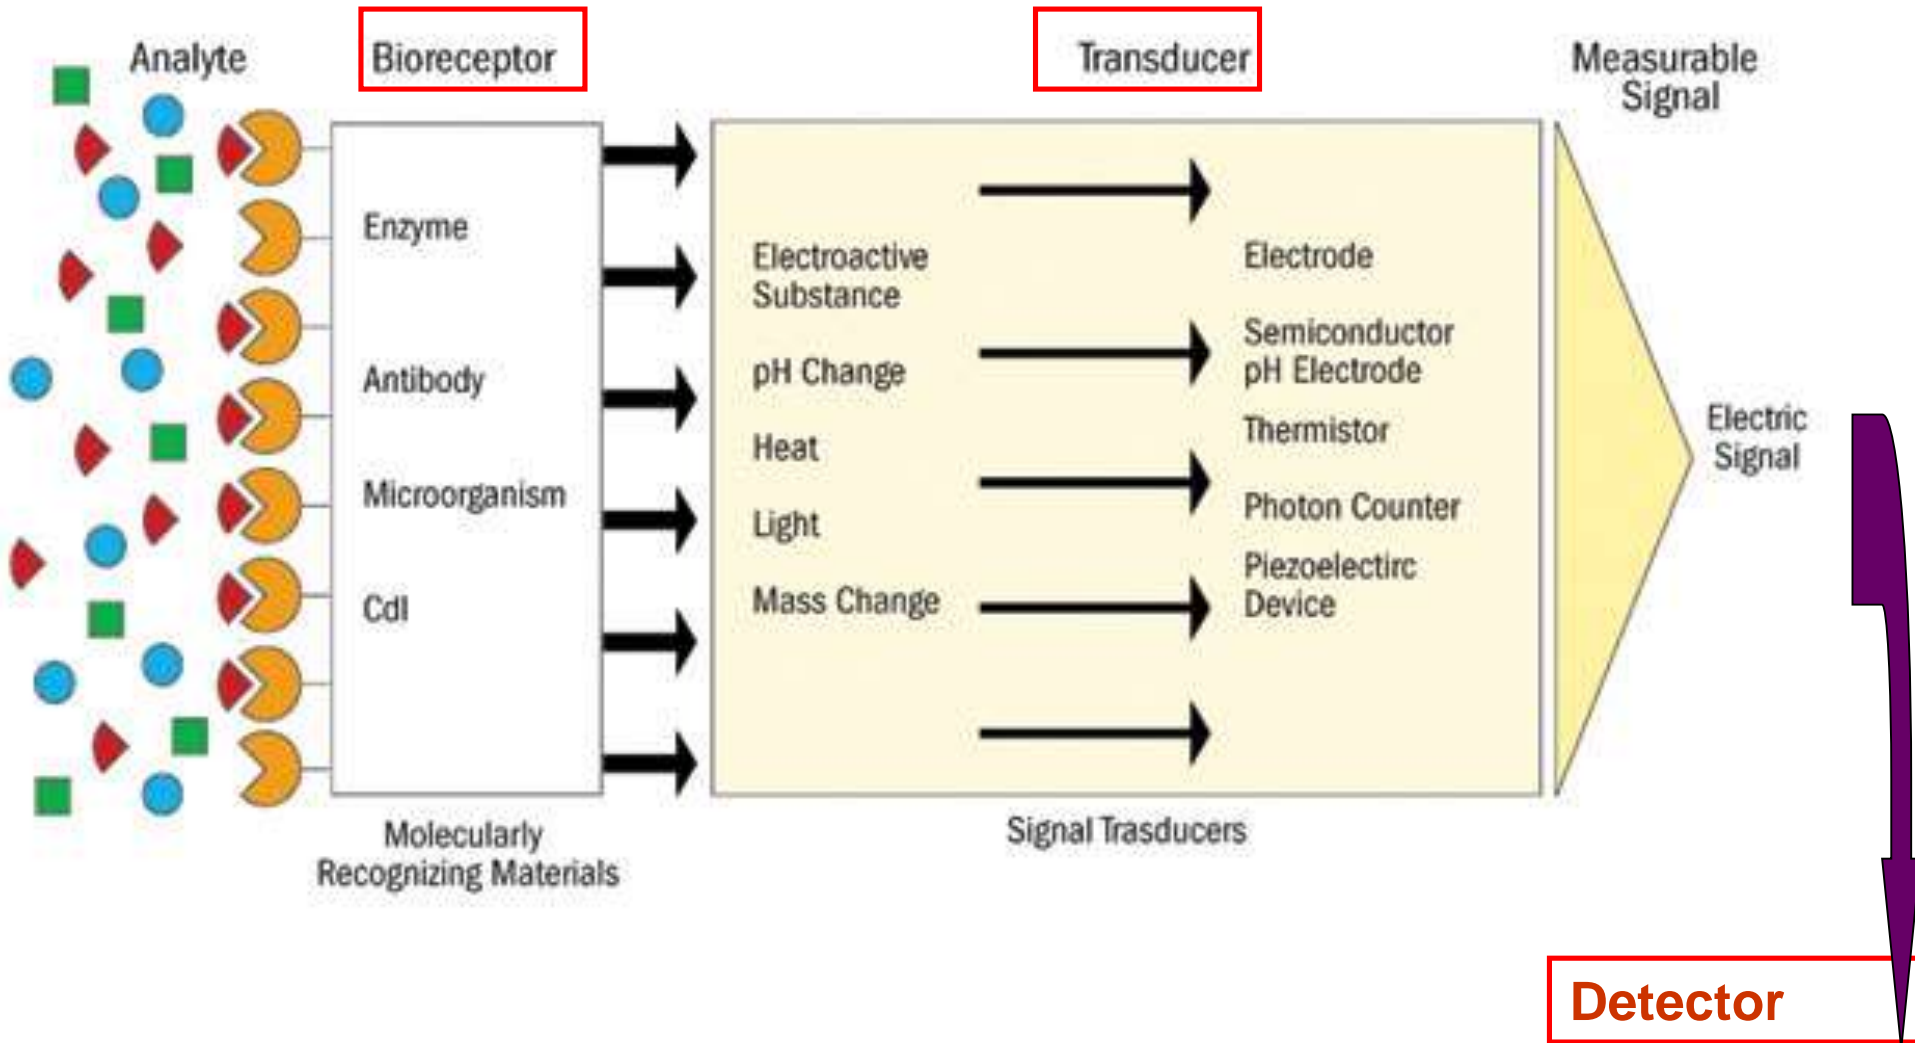 Analyte
Bioreceptor
Transducer
Measurable
Signal
Enzyme
Antibody
Microorganism
Cdl
Electroactive
Substance
pH Change
Heat
Light
Mass Change
Electrode
Semiconductor
pH Electrode
Thermistor
Photon Counter
Piezoelectirc
Device
Electric
Signal
Molecularly
Recognizing Materials
Signal Trasducers
Detector